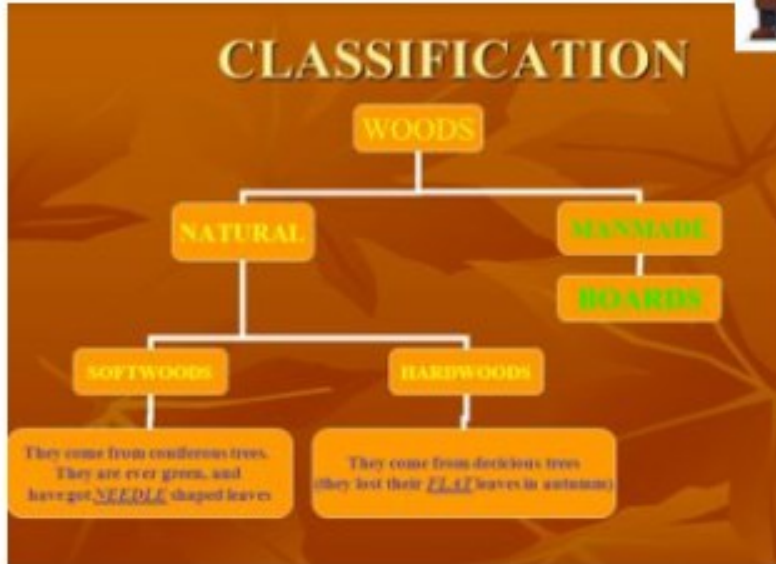 CLASSIFICATION
WOODS
NATURAL
MANMADE
BOARDS
SOFTWOODS
HARDWOODS
They come from coniferous trees.
They are ever green, and
have got NEEDLE shaped leaves
They come from decicious trees
(they lost their FLAT leaves in autumn)